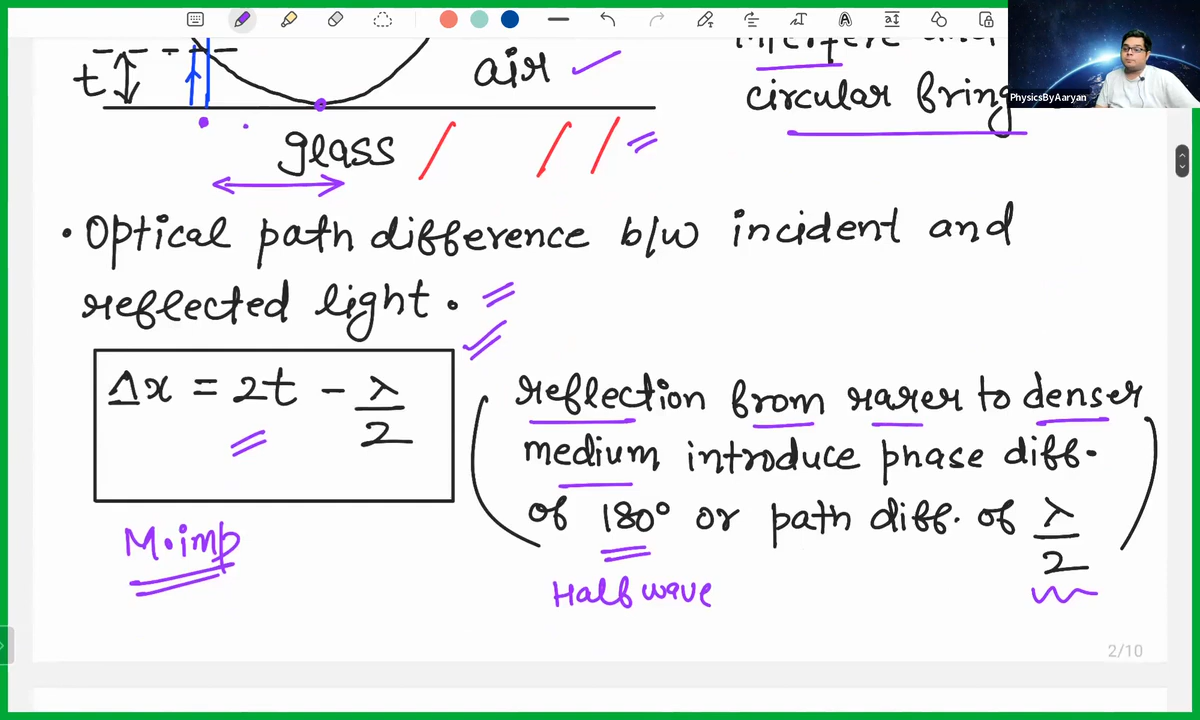 t
air
circular fring
PhysicsByAaryan
glass
• Optical path difference b/w incident and
reflected light.
Δx = 2t - λ/2
(reflection from rarer to denser
medium introduce phase diff.
of 180° or path diff. of λ/2)
M.imp
Half wave
2/10